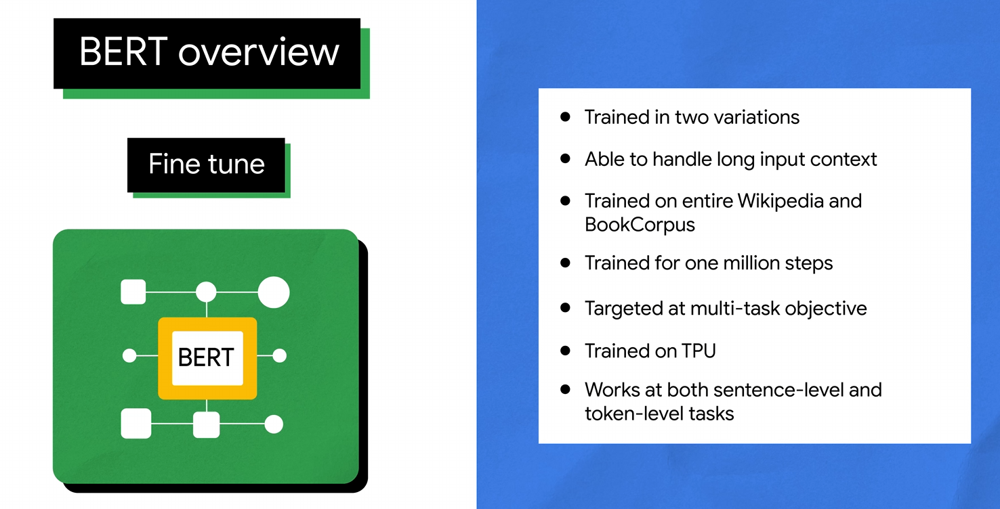 BERT overview
Fine tune
BERT
● Trained in two variations
● Able to handle long input context
● Trained on entire Wikipedia and
BookCorpus
● Trained for one million steps
● Targeted at multi-task objective
● Trained on TPU
● Works at both sentence-level and
token-level tasks